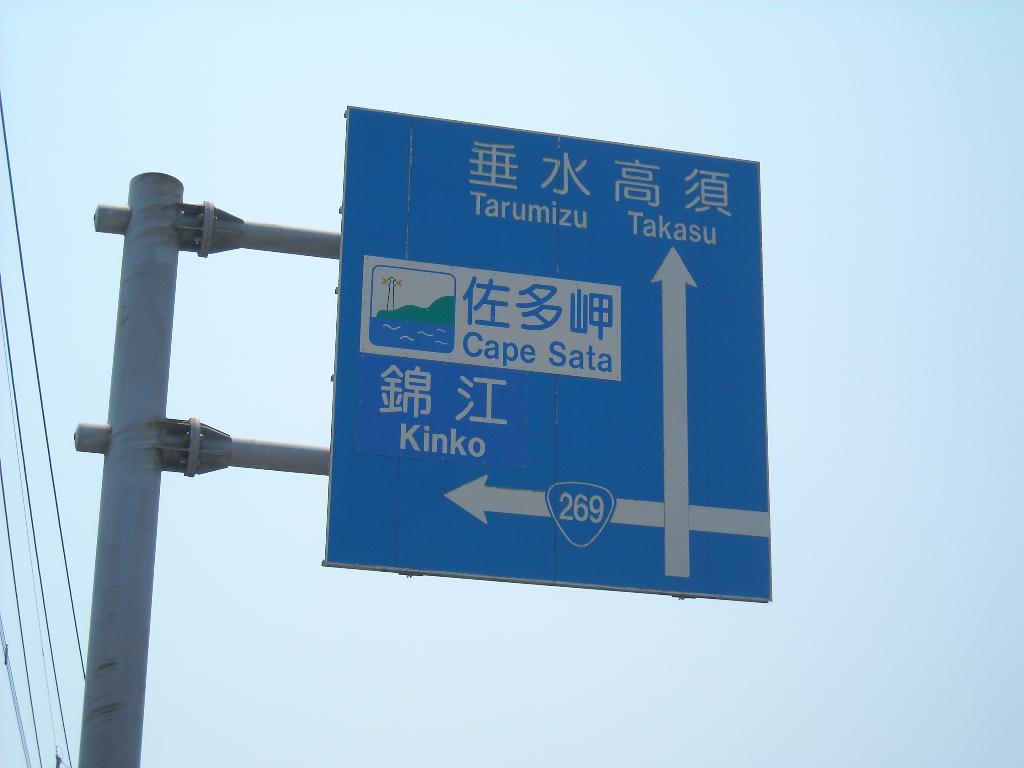 垂水 高須
Tarumizu Takasu
佐多岬
Cape Sata
錦江
Kinko
269